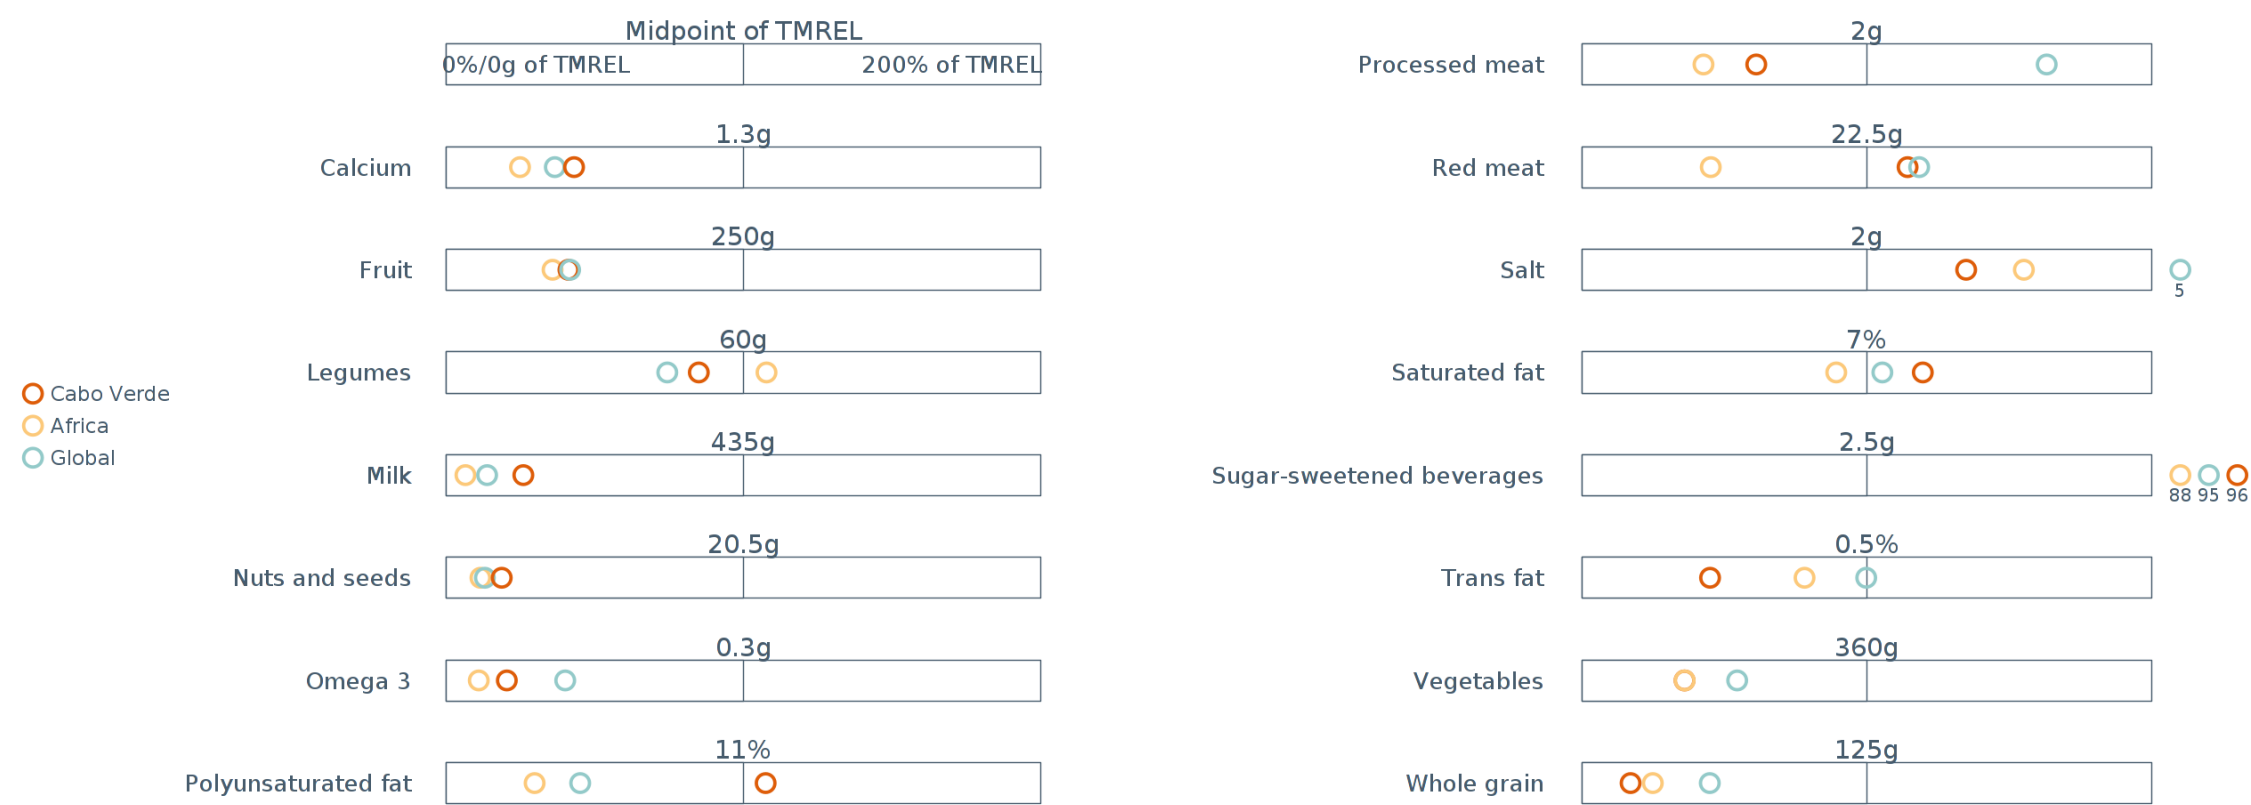 Midpoint of TMREL
0%/0g of TMREL
200% of TMREL
Calcium
1.3g
Fruit
250g
Legumes
60g
Milk
435g
Nuts and seeds
20.5g
Omega 3
0.3g
Polyunsaturated fat
11%
Cabo Verde
Africa
Global
Processed meat
2g
Red meat
22.5g
Salt
2g
5
Saturated fat
7%
Sugar-sweetened beverages
2.5g
88 95 96
Trans fat
0.5%
Vegetables
360g
Whole grain
125g